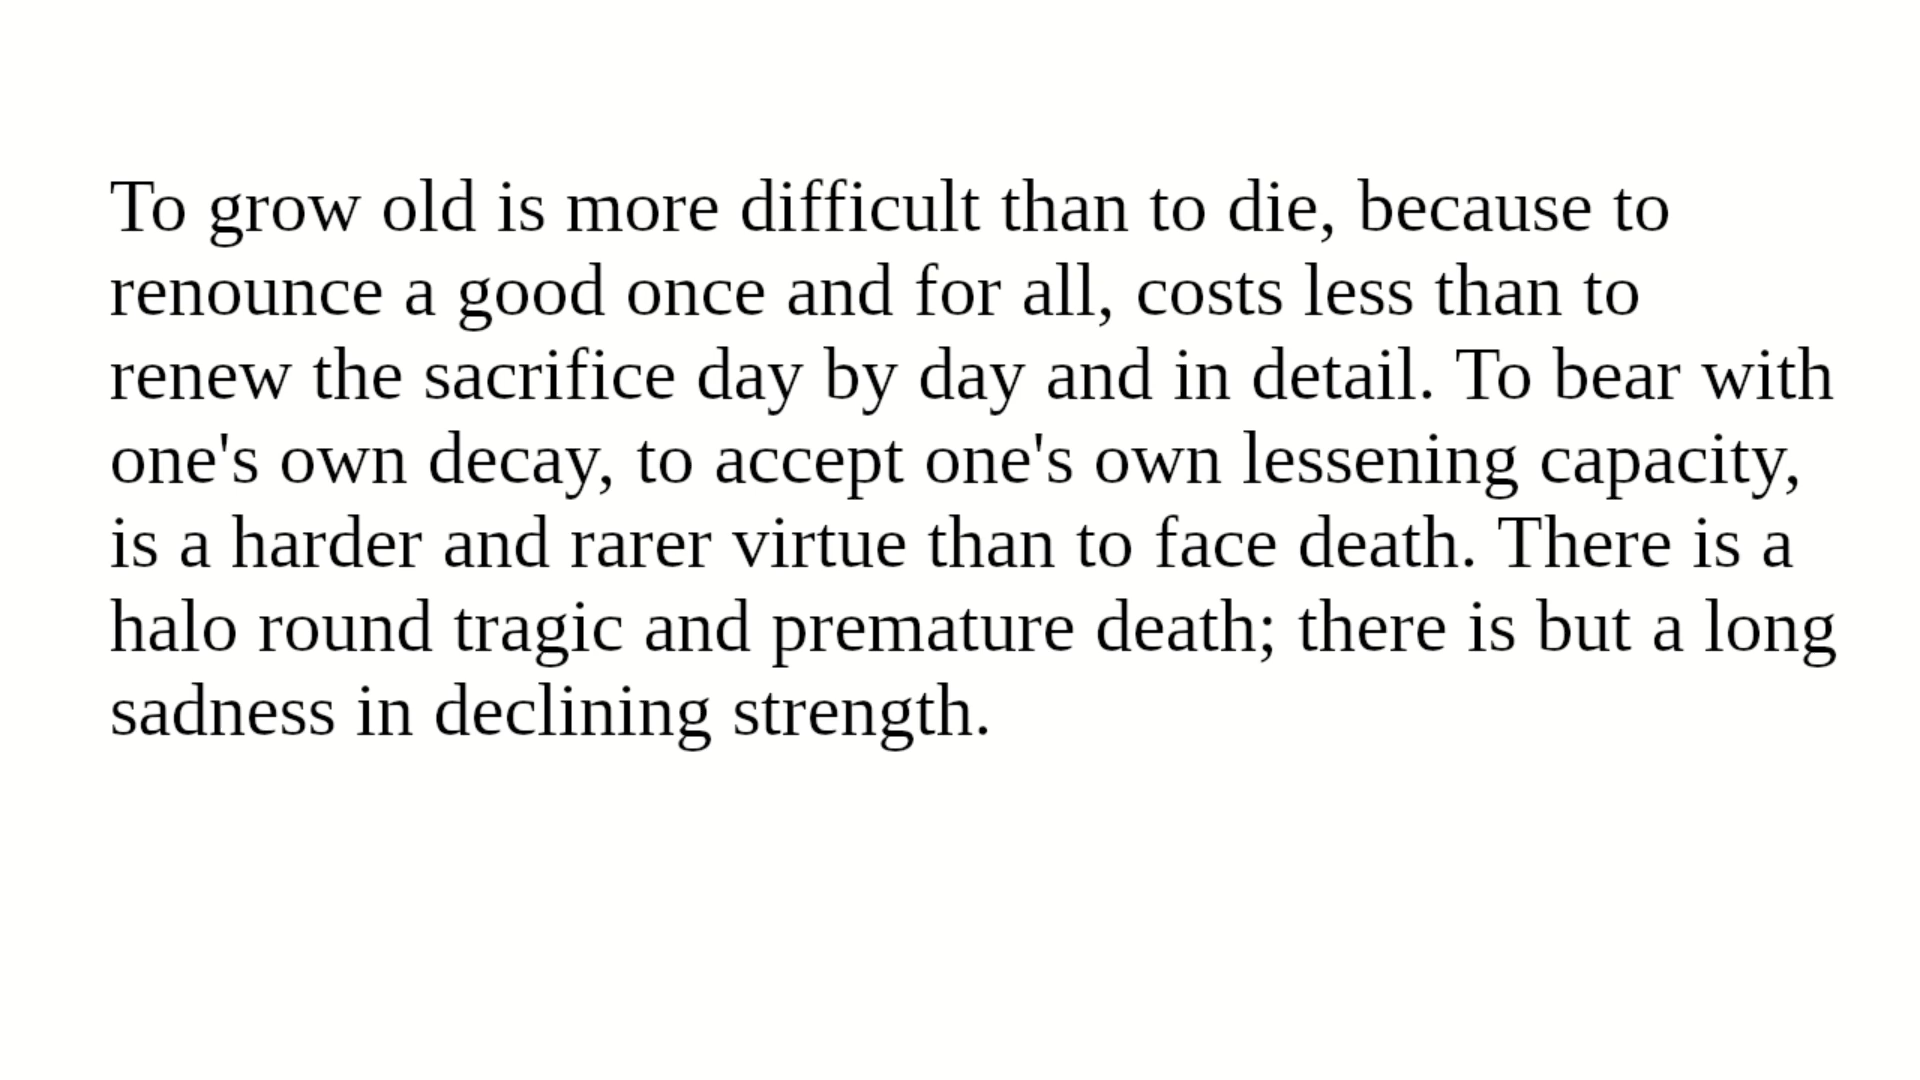 To grow old is more difficult than to die, because to
renounce a good once and for all, costs less than to
renew the sacrifice day by day and in detail. To bear with
one's own decay, to accept one's own lessening capacity,
is a harder and rarer virtue than to face death. There is a
halo round tragic and premature death; there is but a long
sadness in declining strength.